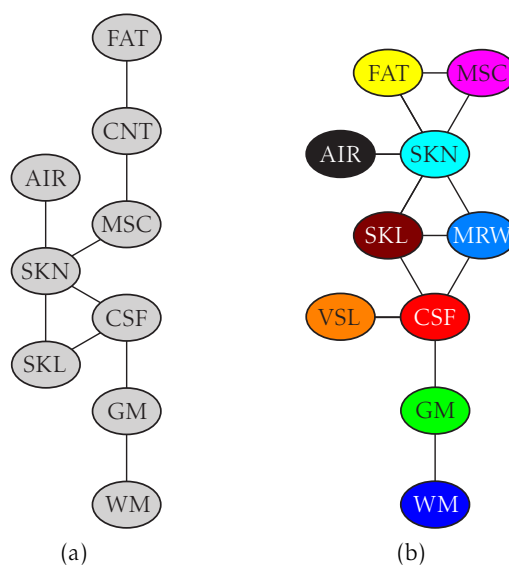 FAT
CNT
AIR
MSC
SKN
CSF
SKL
GM
WM
(a)
FAT MSC
AIR SKN
SKL MRW
VSL CSF
GM
WM
(b)